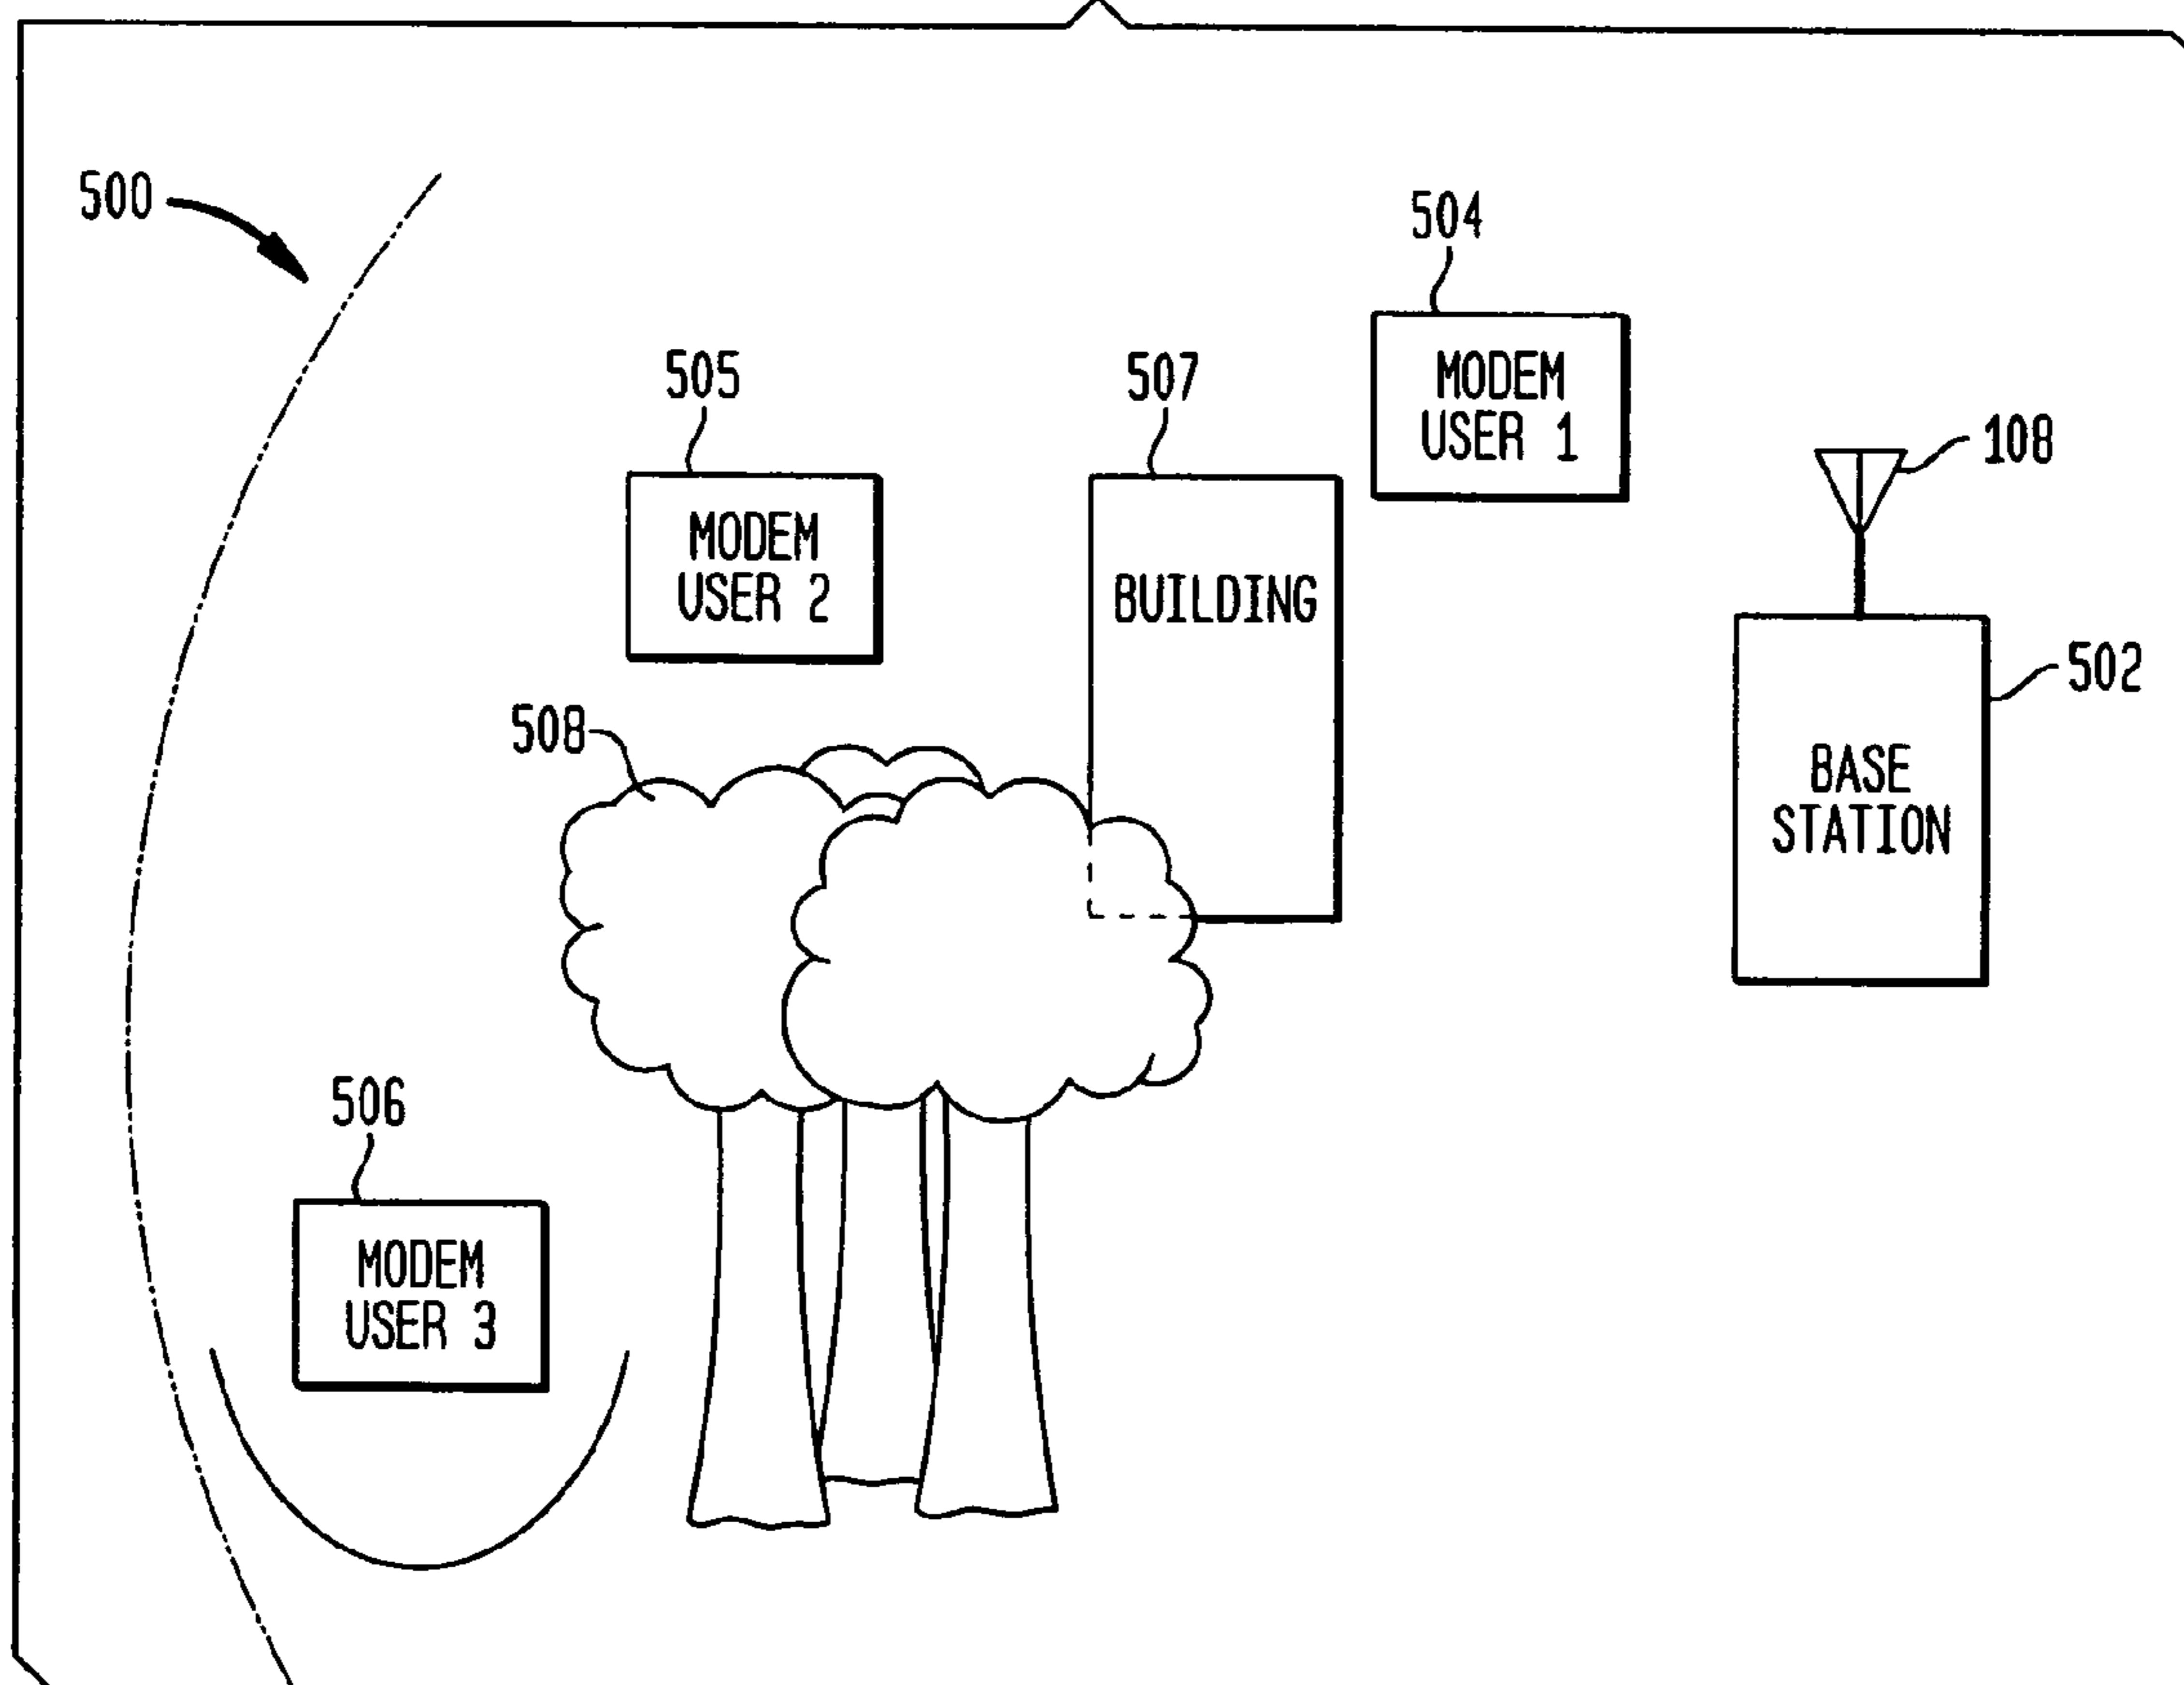 500
504
MODEM
USER 1
505
MODEM
USER 2
507
BUILDING
108
502
BASE
STATION
508
506
MODEM
USER 3